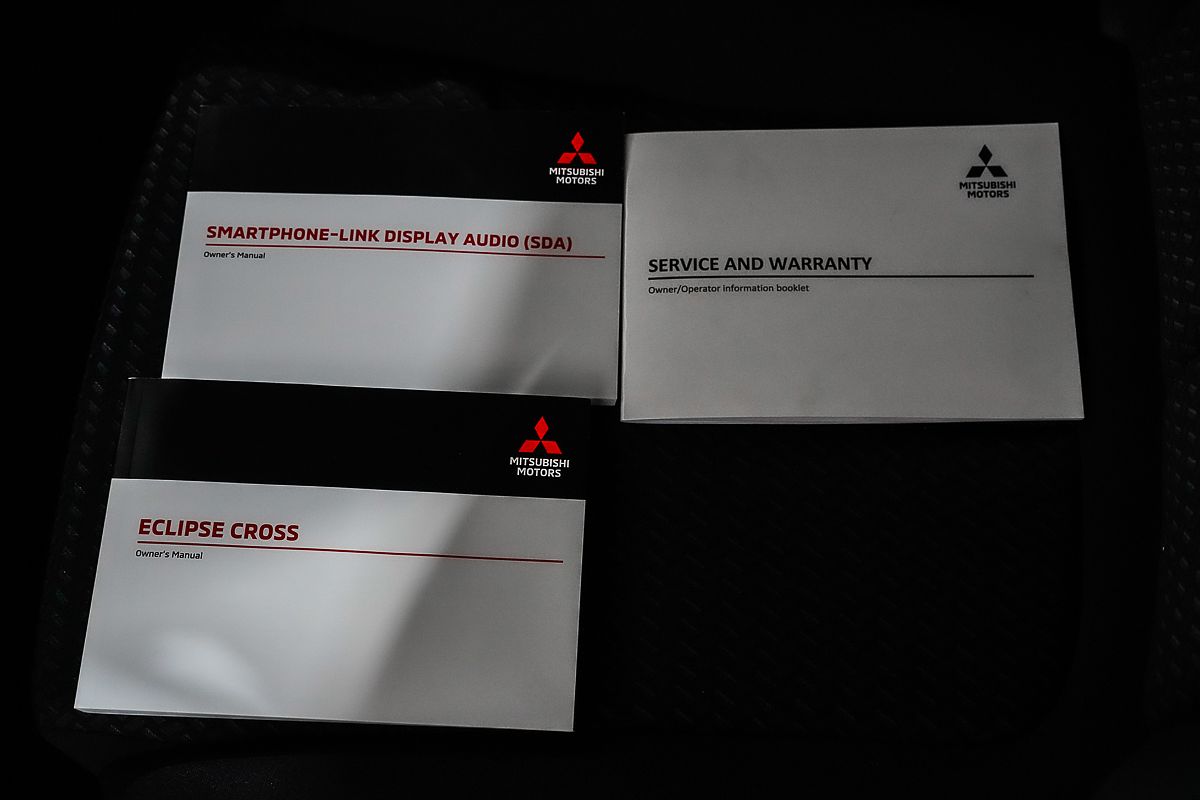 MITSUBISHI
MOTORS
SMARTPHONE-LINK DISPLAY AUDIO (SDA)
Owner's Manual
MITSUBISHI
MOTORS
SERVICE AND WARRANTY
Owner/Operator information booklet
MITSUBISHI
MOTORS
ECLIPSE CROSS
Owner's Manual